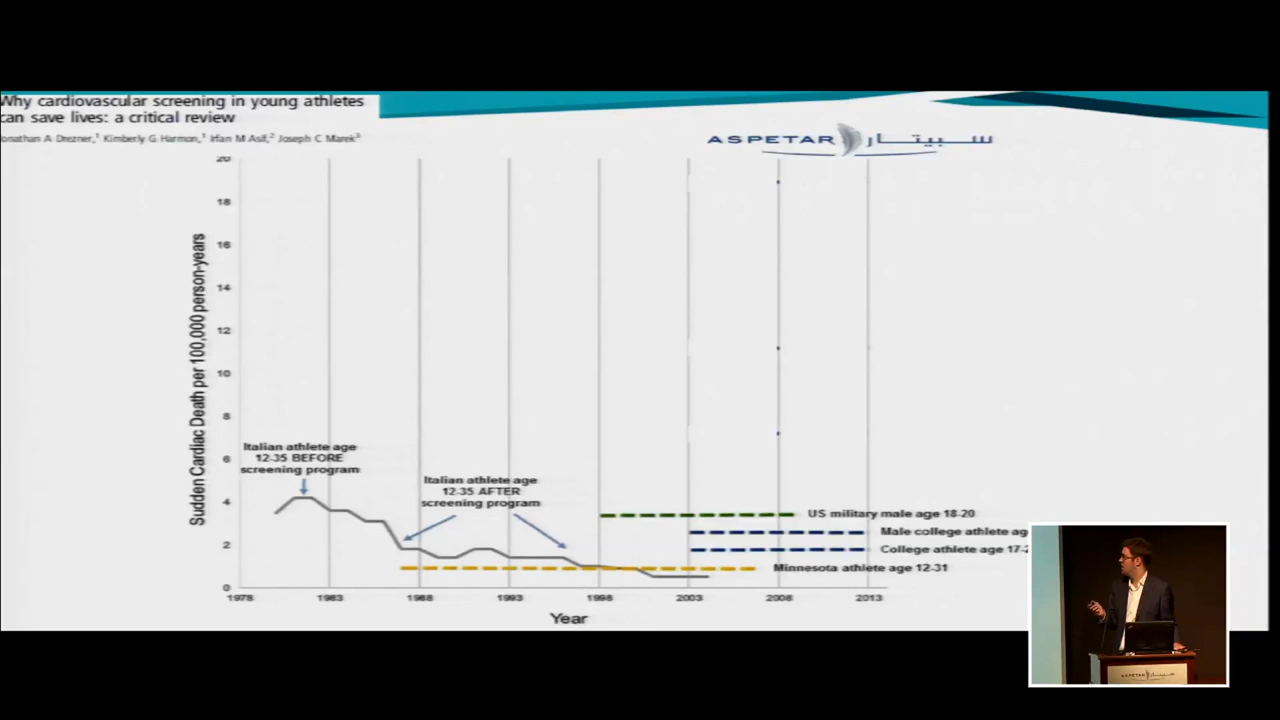 Why cardiovascular screening in young athletes
can save lives: a critical review
Jonathan A Drezner,¹ Kimberly G Harmon,¹ Irfan M Asif,² Joseph C Marek³
ASPETAR سبيتار
Sudden Cardiac Death per 100,000 person-years
20
18
16
14
12
10
8
6
4
2
0
Italian athlete age
12-35 BEFORE
screening program
Italian athlete age
12-35 AFTER
screening program
US military male age 18-20
Male college athlete age
College athlete age 17-2
Minnesota athlete age 12-31
1978 1983 1988 1993 1998 2003 2008 2013
Year
ASPETAR سبيتار